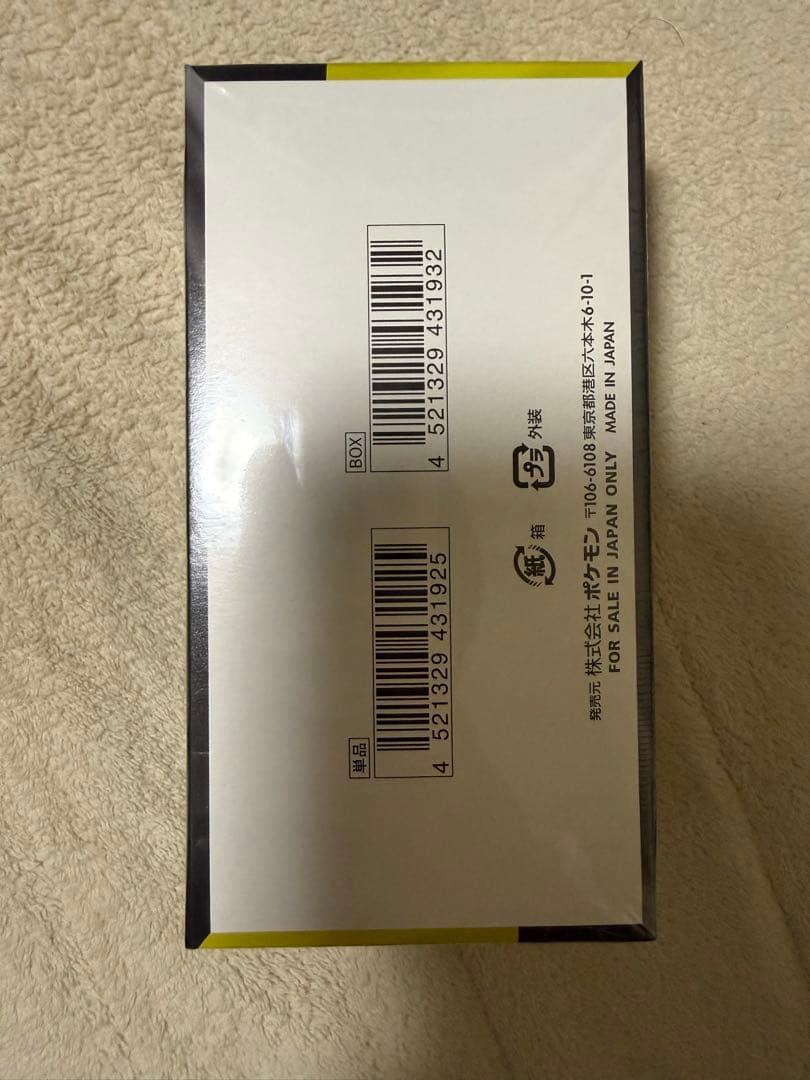 単品
4 521329 431925
BOX
4 521329 431932
紙 箱
プラ 外装
発売元 株式会社 ポケモン 〒106-6108 東京都港区六本木6-10-1
FOR SALE IN JAPAN ONLY MADE IN JAPAN